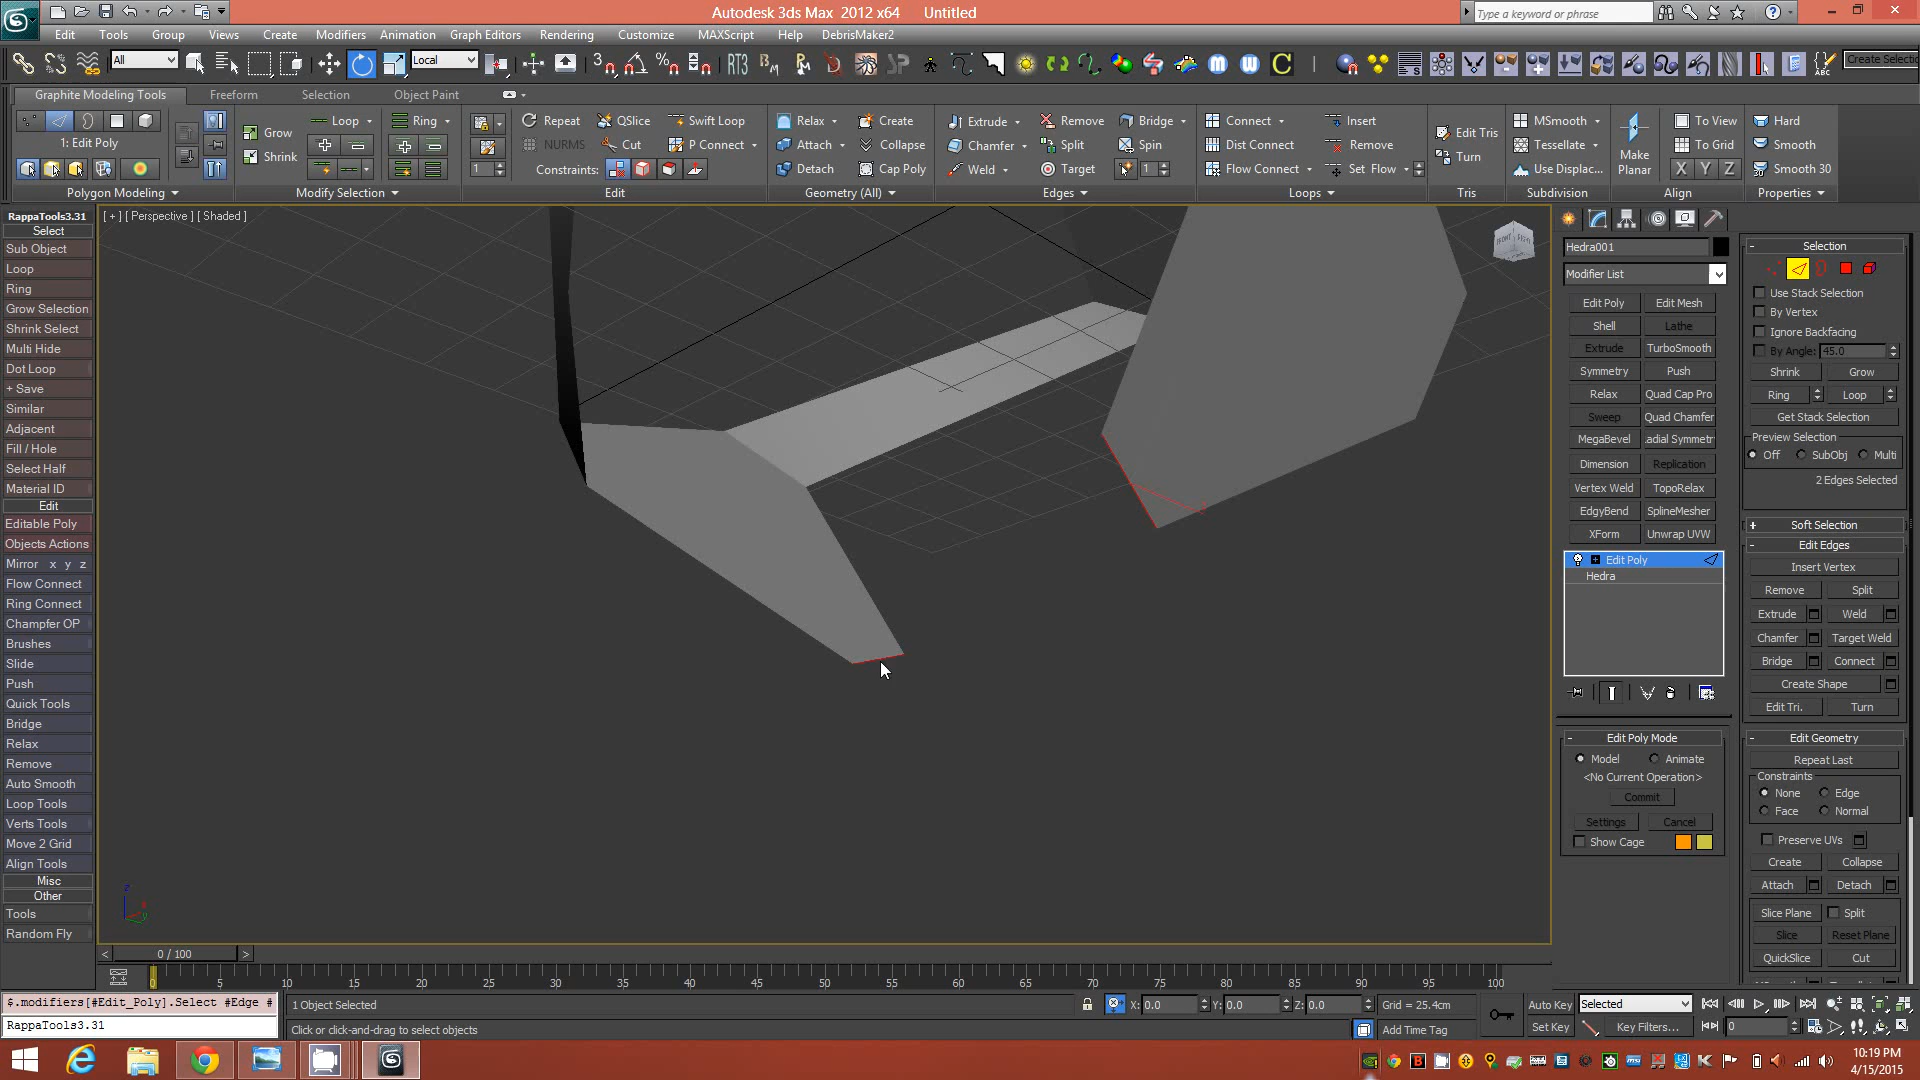 Autodesk 3ds Max 2012 x64 Untitled
Type a keyword or phrase
Edit Tools Group Views Create Modifiers Animation Graph Editors Rendering Customize MAXScript Help DebrisMaker2
All
Local
Create Selectio
Graphite Modeling Tools Freeform Selection Object Paint
1: Edit Poly
Polygon Modeling
Grow
Shrink
Loop
Ring
Modify Selection
Repeat QSlice Swift Loop
NURMS Cut P Connect
Constraints:
1
Edit
Relax Create
Attach Collapse
Detach Cap Poly
Geometry (All)
Extrude Remove Bridge
Chamfer Split Spin
Weld Target 1
Edges
Connect Insert
Dist Connect Remove
Flow Connect Set Flow
Loops
Edit Tris
Turn
Tris
MSmooth
Tessellate
Use Displac...
Subdivision
Make Planar
To View
To Grid
X Y Z
Align
Hard
Smooth
Smooth 30
Properties
RappaTools3.31
Select
Sub Object
Loop
Ring
Grow Selection
Shrink Select
Multi Hide
Dot Loop
+ Save
Similar
Adjacent
Fill / Hole
Select Half
Material ID
Edit
Editable Poly
Objects Actions
Mirror x y z
Flow Connect
Ring Connect
Champfer OP
Brushes
Slide
Push
Quick Tools
Bridge
Relax
Remove
Auto Smooth
Loop Tools
Verts Tools
Move 2 Grid
Align Tools
Misc
Other
Tools
Random Fly
[ + ] [ Perspective ] [ Shaded ]
Hedra001
Modifier List
Edit Poly Edit Mesh
Shell Lathe
Extrude TurboSmooth
Symmetry Push
Relax Quad Cap Pro
Sweep Quad Chamfer
MegaBevel adial Symmetr
Dimension Replication
Vertex Weld TopoRelax
EdgyBend SplineMesher
XForm Unwrap UVW
Edit Poly
Hedra
Edit Poly Mode
Model Animate
<No Current Operation>
Commit
Settings Cancel
Show Cage
Selection
Use Stack Selection
By Vertex
Ignore Backfacing
By Angle: 45.0
Shrink Grow
Ring Loop
Get Stack Selection
Preview Selection
Off SubObj Multi
2 Edges Selected
Soft Selection
Edit Edges
Insert Vertex
Remove Split
Extrude Weld
Chamfer Target Weld
Bridge Connect
Create Shape
Edit Tri. Turn
Edit Geometry
Repeat Last
Constraints
None Edge
Face Normal
Preserve UVs
Create Collapse
Attach Detach
Slice Plane Split
Slice Reset Plane
QuickSlice Cut
< 0 / 100 >
0 5 10 15 20 25 30 35 40 45 50 55 60 65 70 75 80 85 90 95 100
$.modifiers[#Edit_Poly].Select #Edge #
RappaTools3.31
1 Object Selected
Click or click-and-drag to select objects
X: 0.0 Y: 0.0 Z: 0.0 Grid = 25.4cm
Add Time Tag
Auto Key Selected
Set Key Key Filters...
0
10:19 PM
4/15/2015